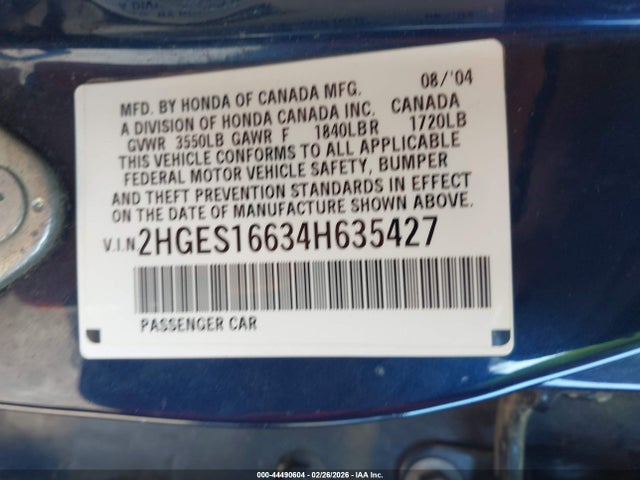 MFD. BY HONDA OF CANADA MFG. 08/'04
A DIVISION OF HONDA CANADA INC. CANADA
GVWR 3550LB GAWR F 1840LB R 1720LB
THIS VEHICLE CONFORMS TO ALL APPLICABLE
FEDERAL MOTOR VEHICLE SAFETY, BUMPER
AND THEFT PREVENTION STANDARDS IN EFFECT
ON THE DATE OF MANUFACTURE SHOWN ABOVE.
V.I.N. 2HGES16634H635427
PASSENGER CAR
000-44490604 - 02/26/2026 - IAA Inc.